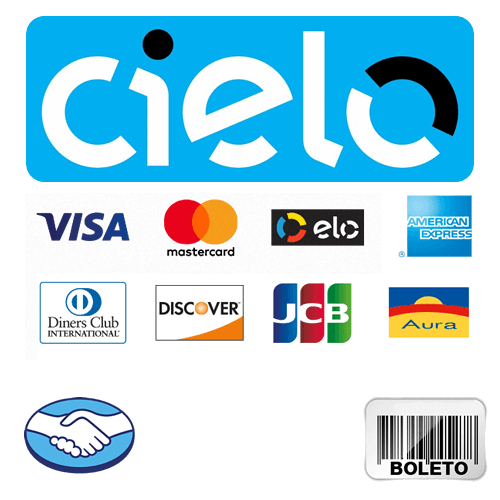 cielo
VISA
mastercard
elo
AMERICAN
EXPRESS
®
Diners Club
INTERNATIONAL®
DISCOVER®
JCB
Aura
BOLETO